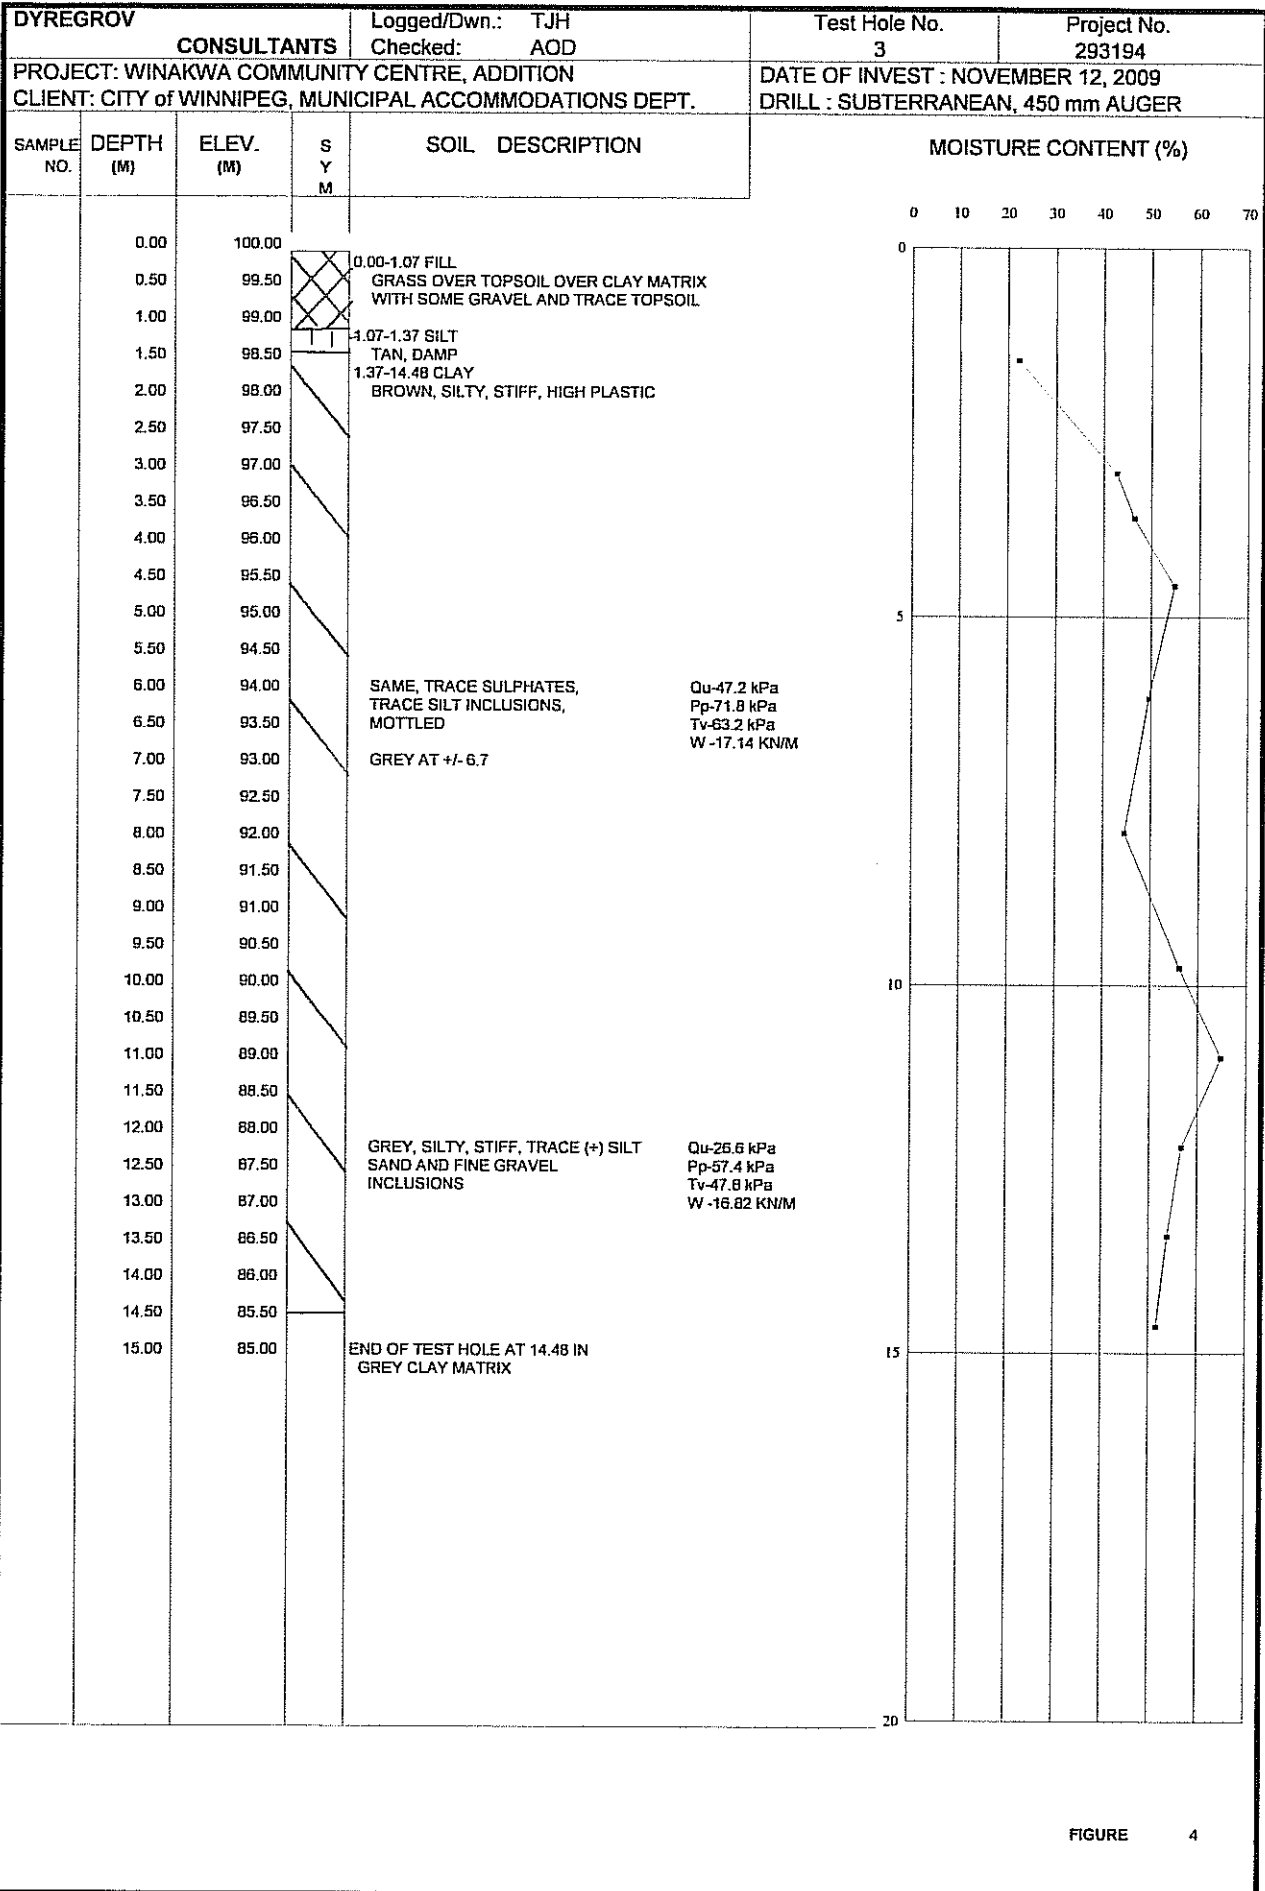 DYREGROV
CONSULTANTS
Logged/Dwn.: TJH
Checked: AOD
Test Hole No.
3
Project No.
293194
PROJECT: WINAKWA COMMUNITY CENTRE, ADDITION
CLIENT: CITY of WINNIPEG, MUNICIPAL ACCOMMODATIONS DEPT.
DATE OF INVEST : NOVEMBER 12, 2009
DRILL : SUBTERRANEAN, 450 mm AUGER
SAMPLE NO.
DEPTH (M)
ELEV. (M)
S
Y
M
SOIL DESCRIPTION
MOISTURE CONTENT (%)
0 10 20 30 40 50 60 70
0.00 100.00
0.50 99.50
1.00 99.00
1.50 98.50
2.00 98.00
2.50 97.50
3.00 97.00
3.50 96.50
4.00 96.00
4.50 95.50
5.00 95.00
5.50 94.50
6.00 94.00
6.50 93.50
7.00 93.00
7.50 92.50
8.00 92.00
8.50 91.50
9.00 91.00
9.50 90.50
10.00 90.00
10.50 89.50
11.00 89.00
11.50 88.50
12.00 88.00
12.50 87.50
13.00 87.00
13.50 86.50
14.00 86.00
14.50 85.50
15.00 85.00
0.00-1.07 FILL
GRASS OVER TOPSOIL OVER CLAY MATRIX
WITH SOME GRAVEL AND TRACE TOPSOIL
1.07-1.37 SILT
TAN, DAMP
1.37-14.48 CLAY
BROWN, SILTY, STIFF, HIGH PLASTIC
SAME, TRACE SULPHATES,
TRACE SILT INCLUSIONS,
MOTTLED
GREY AT +/- 6.7
Qu-47.2 kPa
Pp-71.8 kPa
Tv-63.2 kPa
W -17.14 KN/M
GREY, SILTY, STIFF, TRACE (+) SILT
SAND AND FINE GRAVEL
INCLUSIONS
Qu-26.6 kPa
Pp-57.4 kPa
Tv-47.8 kPa
W -16.82 KN/M
END OF TEST HOLE AT 14.48 IN
GREY CLAY MATRIX
0
5
10
15
20
FIGURE 4